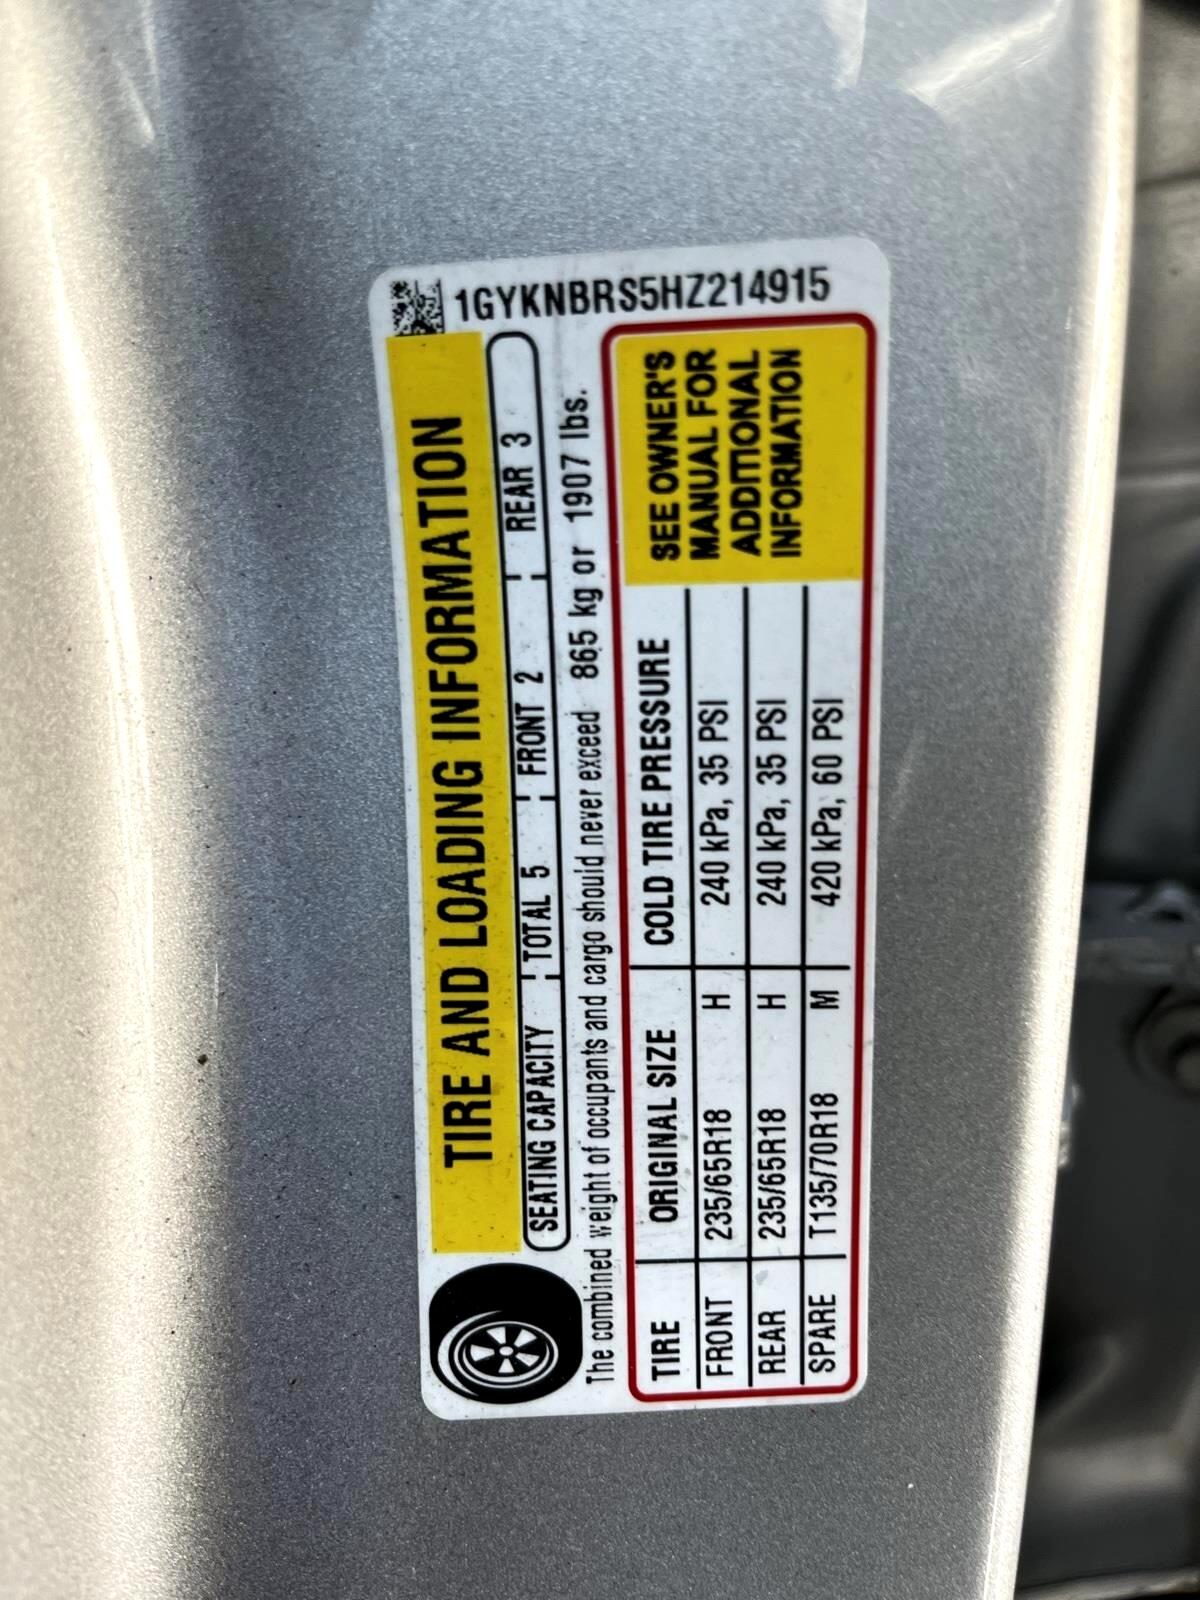 1GYKNBRS5HZ214915
TIRE AND LOADING INFORMATION
SEATING CAPACITY TOTAL 5 FRONT 2 REAR 3
The combined weight of occupants and cargo should never exceed 865 kg or 1907 lbs.
TIRE ORIGINAL SIZE COLD TIRE PRESSURE
FRONT 235/65R18 H 240 kPa, 35 PSI
REAR 235/65R18 H 240 kPa, 35 PSI
SPARE T135/70R18 M 420 kPa, 60 PSI
SEE OWNER'S
MANUAL FOR
ADDITIONAL
INFORMATION